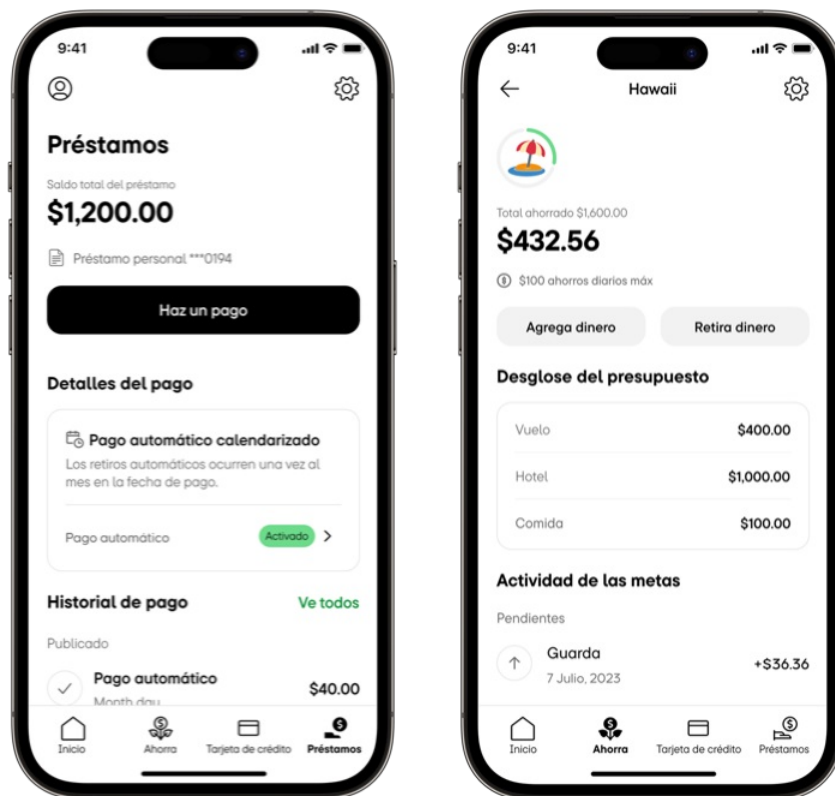 9:41
Préstamos
Saldo total del préstamo
$1,200.00
Préstamo personal ***0194
Haz un pago
Detalles del pago
Pago automático calendarizado
Los retiros automáticos ocurren una vez al
mes en la fecha de pago.
Pago automático
Activado
Historial de pago
Ve todos
Publicado
Pago automático
$40.00
Month day
Inicio
Ahorra
Tarjeta de crédito
Préstamos
9:41
Hawaii
Total ahorrado $1,600.00
$432.56
$100 ahorros diarios máx
Agrega dinero
Retira dinero
Desglose del presupuesto
Vuelo
$400.00
Hotel
$1,000.00
Comida
$100.00
Actividad de las metas
Pendientes
Guarda
+$36.36
7 Julio, 2023
Inicio
Ahorra
Tarjeta de crédito
Préstamos